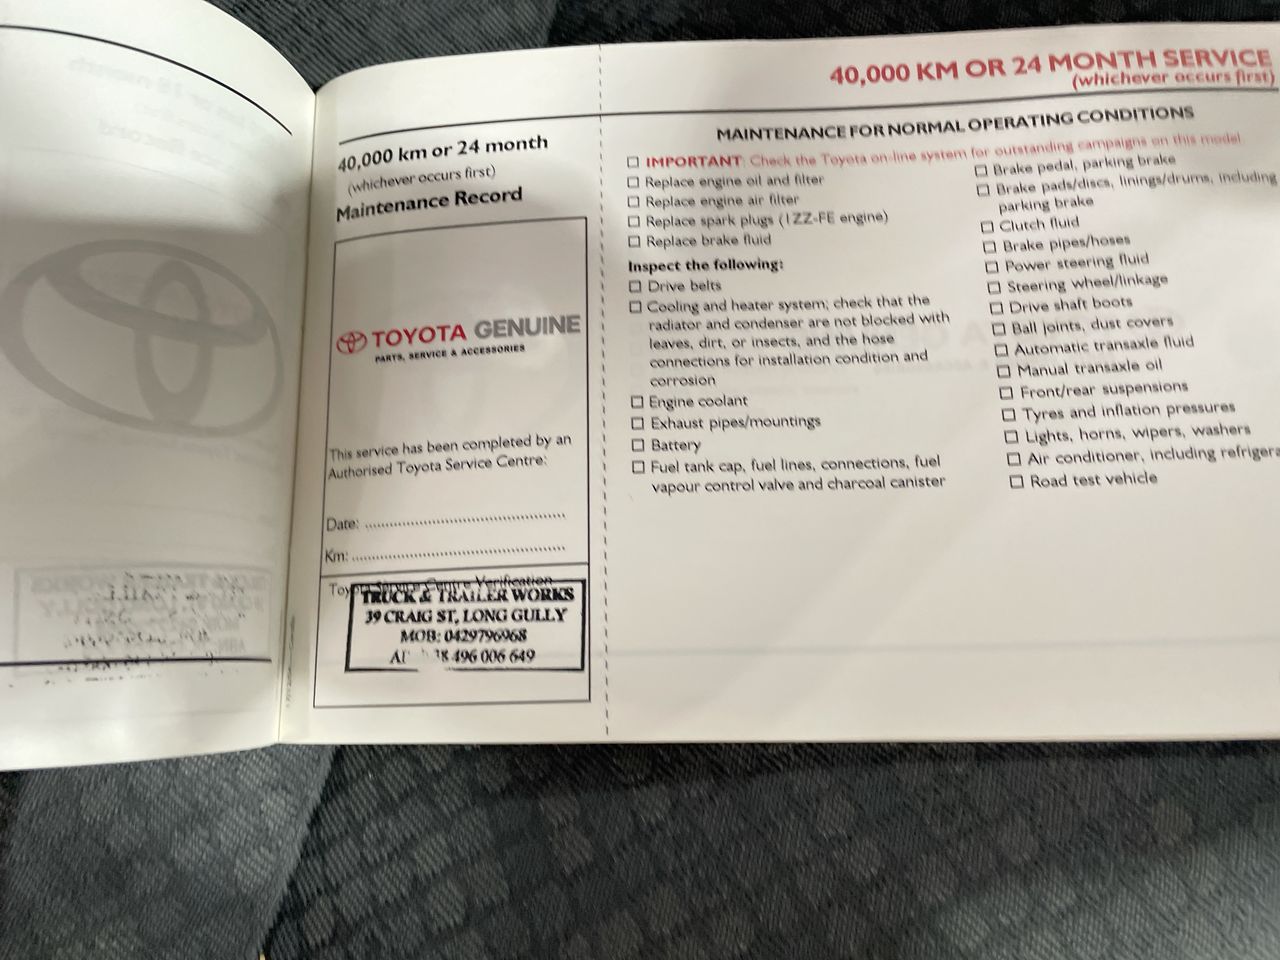 40,000 km or 24 month
(whichever occurs first)
Maintenance Record
TOYOTA GENUINE
PARTS, SERVICE & ACCESSORIES
This service has been completed by an
Authorised Toyota Service Centre:
Date:
Km:
Toyota Service Centre Verification
TRUCK & TRAILER WORKS
39 CRAIG ST, LONG GULLY
MOB: 0429796968
496 006 649
40,000 KM OR 24 MONTH SERVICE
(whichever occurs first)
MAINTENANCE FOR NORMAL OPERATING CONDITIONS
IMPORTANT: Check the Toyota on-line system for outstanding campaigns on this model
Replace engine oil and filter
Replace engine air filter
Replace spark plugs (1ZZ-FE engine)
Replace brake fluid
Inspect the following:
Drive belts
Cooling and heater system; check that the
radiator and condenser are not blocked with
leaves, dirt, or insects, and the hose
connections for installation condition and
corrosion
Engine coolant
Exhaust pipes/mountings
Battery
Fuel tank cap, fuel lines, connections, fuel
vapour control valve and charcoal canister
Brake pedal, parking brake
Brake pads/discs, linings/drums, including
parking brake
Clutch fluid
Brake pipes/hoses
Power steering fluid
Steering wheel/linkage
Drive shaft boots
Ball joints, dust covers
Automatic transaxle fluid
Manual transaxle oil
Front/rear suspensions
Tyres and inflation pressures
Lights, horns, wipers, washers
Air conditioner, including refrigera
Road test vehicle